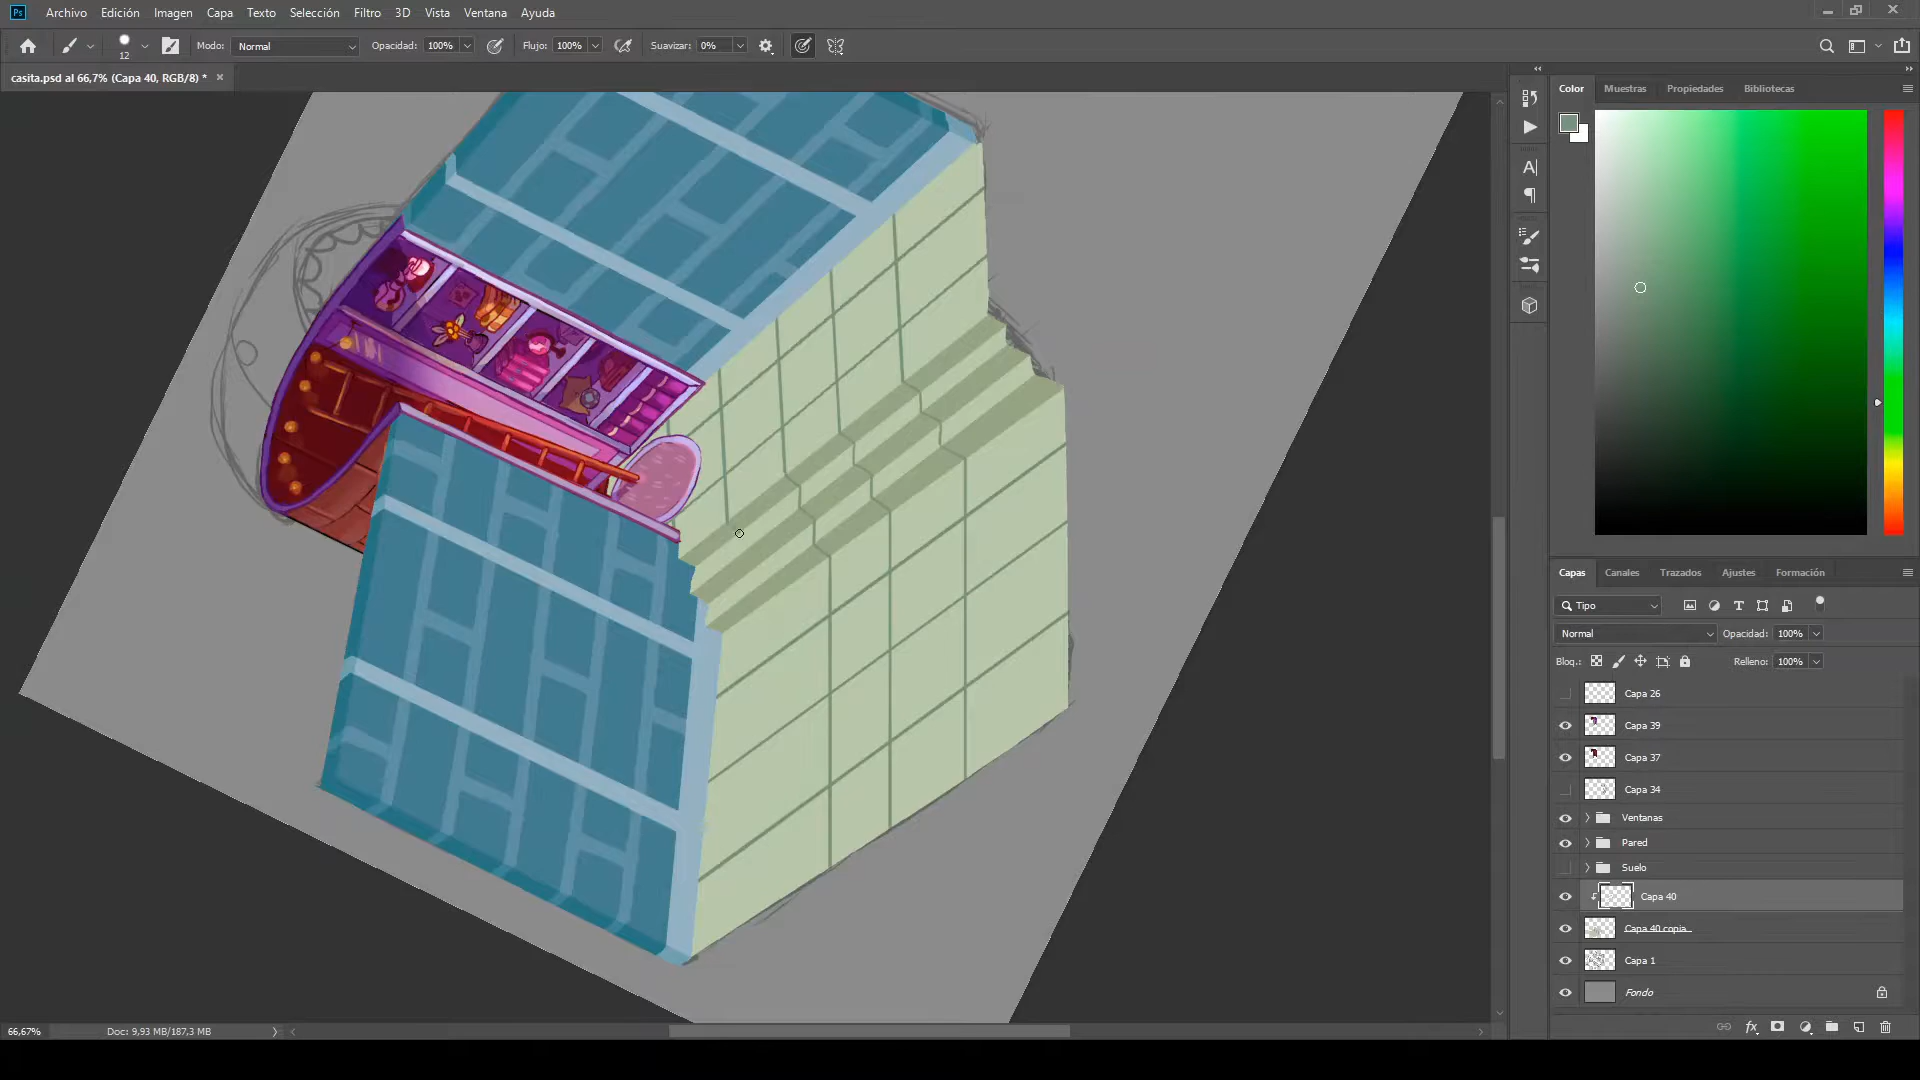 Ps Archivo Edición Imagen Capa Texto Selección Filtro 3D Vista Ventana Ayuda
12 Modo: Normal Opacidad: 100% Flujo: 100% Suavizar: 0%
casita.psd al 66,7% (Capa 40, RGB/8) * ×
Color Muestras Propiedades Bibliotecas
Capas Canales Trazados Ajustes Formación
Tipo
Normal Opacidad: 100%
Bloq.: Relleno: 100%
Capa 26
Capa 39
Capa 37
Capa 34
Ventanas
Pared
Suelo
Capa 40
Capa 40 copia
Capa 1
Fondo
66,67% Doc: 9,93 MB/187,3 MB